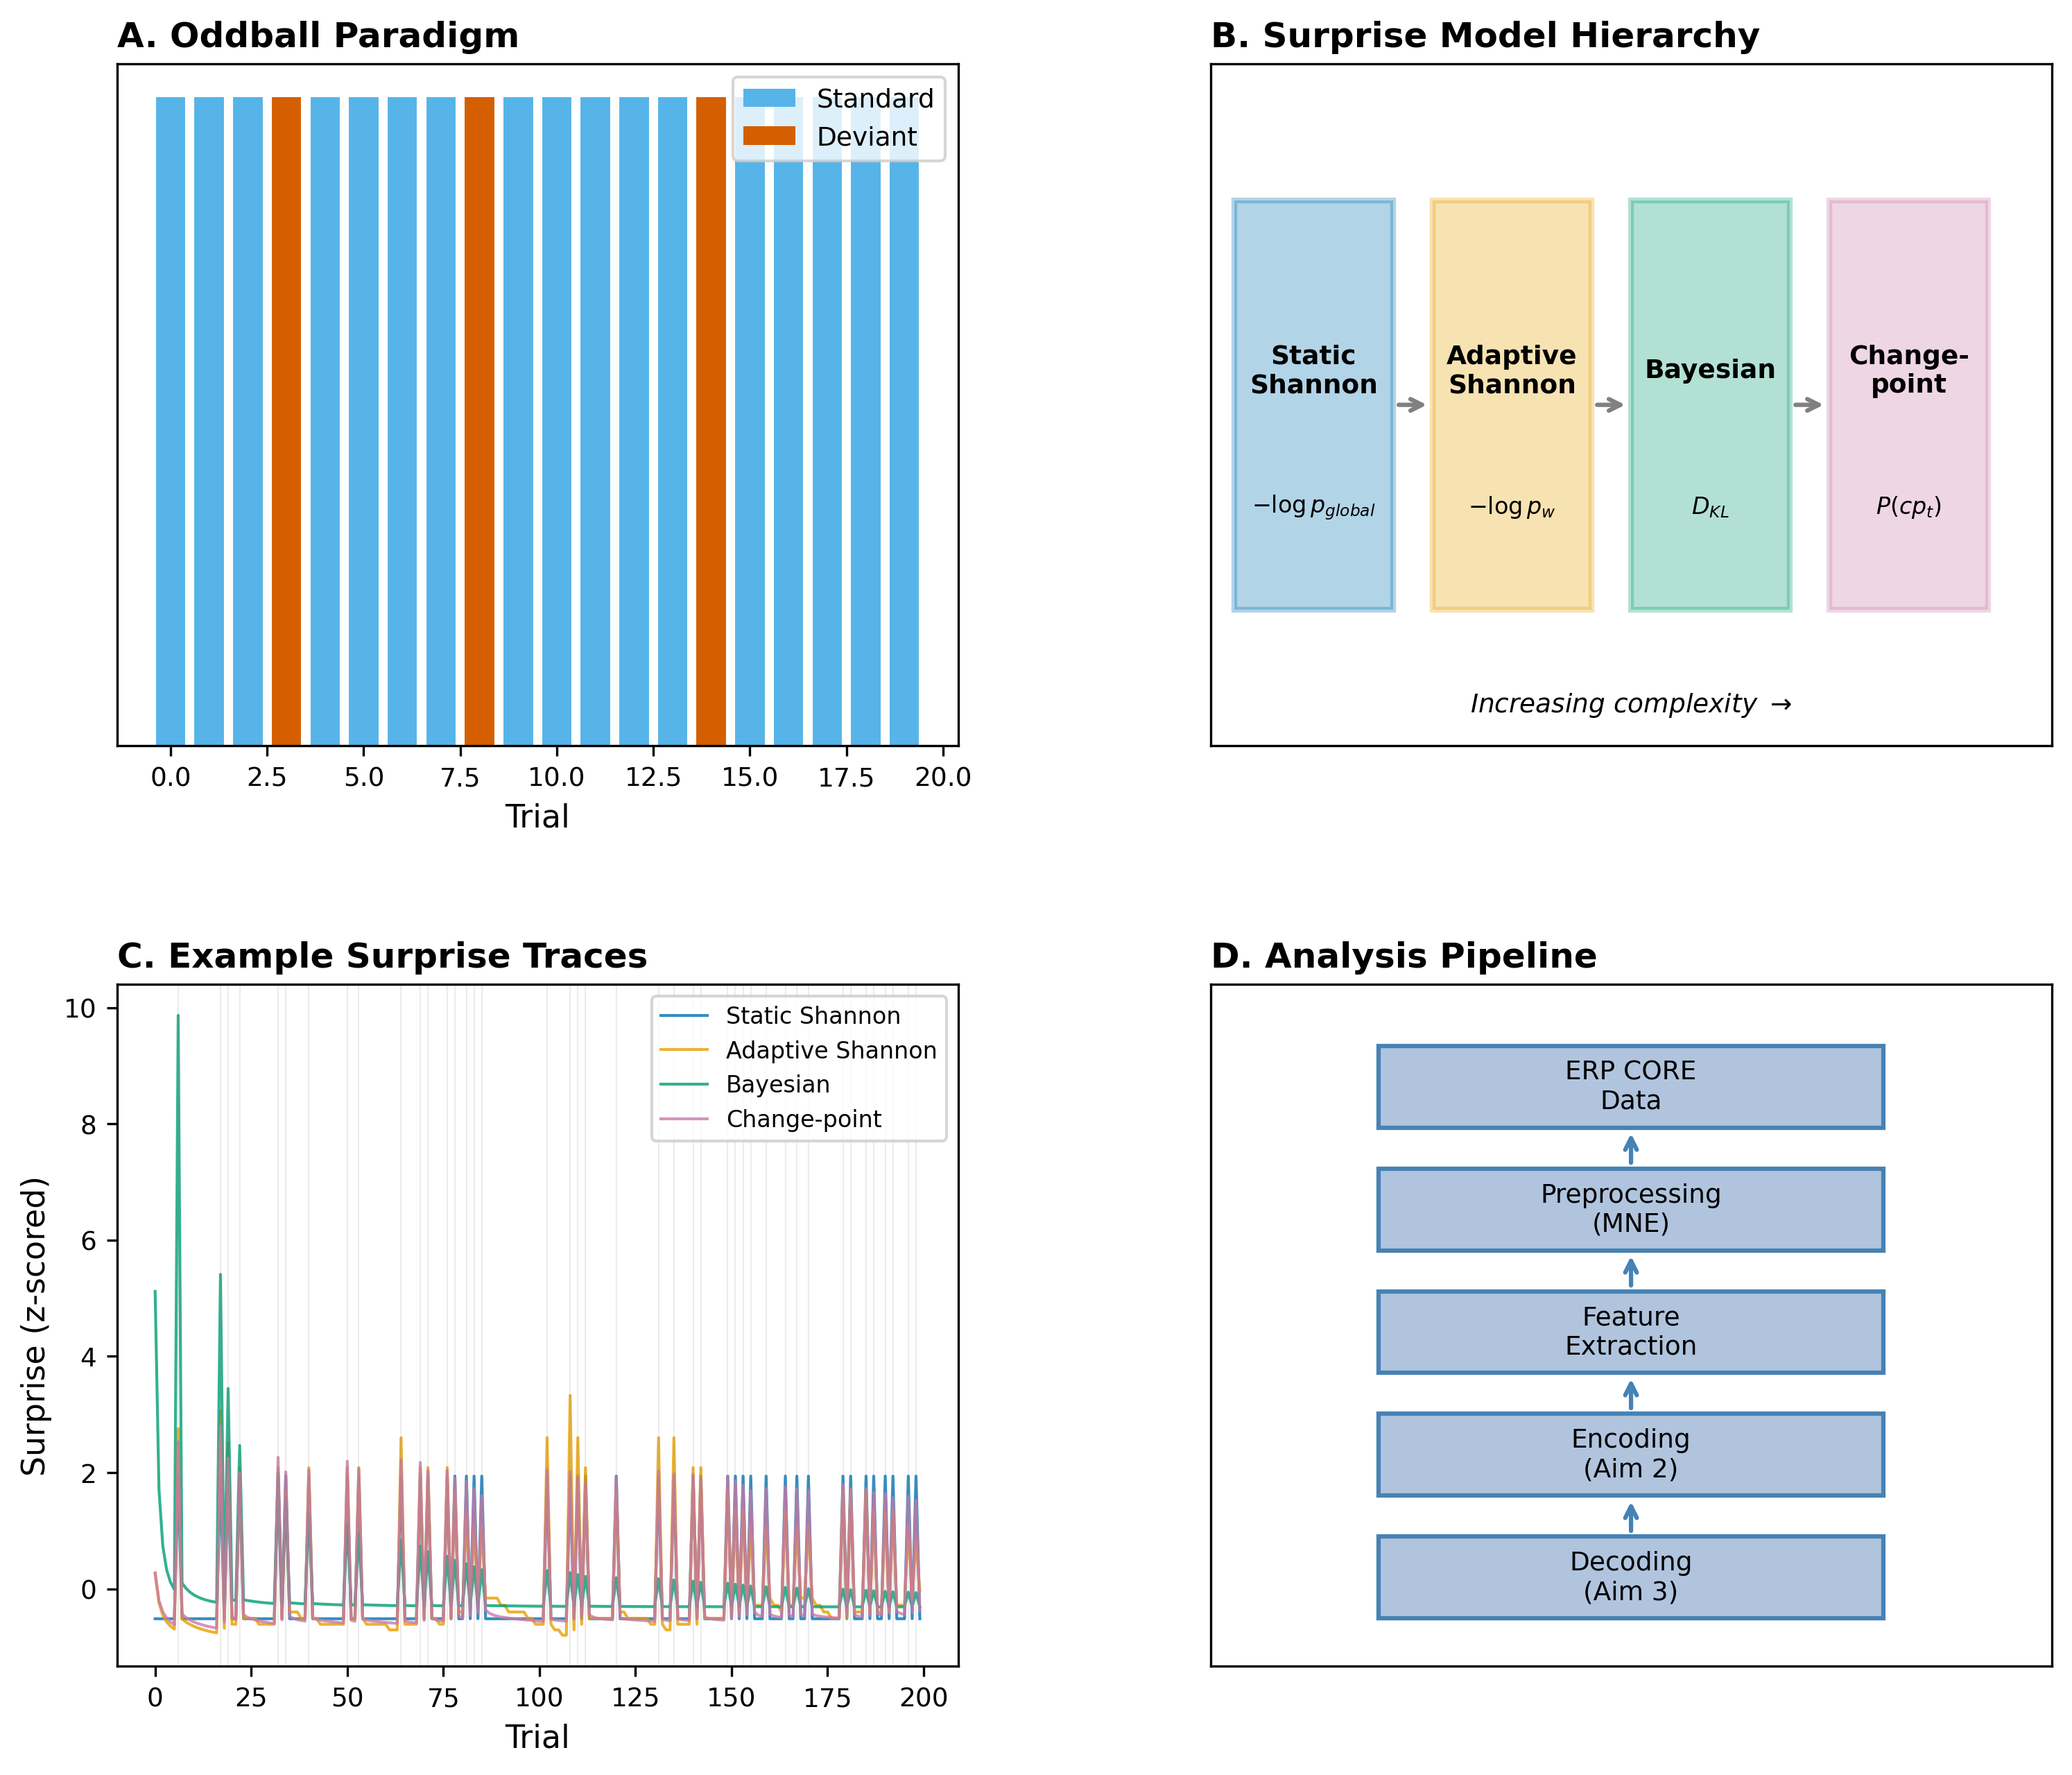 A. Oddball Paradigm
Standard
Deviant
0.0 2.5 5.0 7.5 10.0 12.5 15.0 17.5 20.0
Trial
B. Surprise Model Hierarchy
Static
Shannon
−log p_global
Adaptive
Shannon
−log p_w
Bayesian
D_KL
Change-
point
P(cp_t)
Increasing complexity →
C. Example Surprise Traces
Surprise (z-scored)
10
8
6
4
2
0
Static Shannon
Adaptive Shannon
Bayesian
Change-point
0 25 50 75 100 125 150 175 200
Trial
D. Analysis Pipeline
ERP CORE
Data
Preprocessing
(MNE)
Feature
Extraction
Encoding
(Aim 2)
Decoding
(Aim 3)